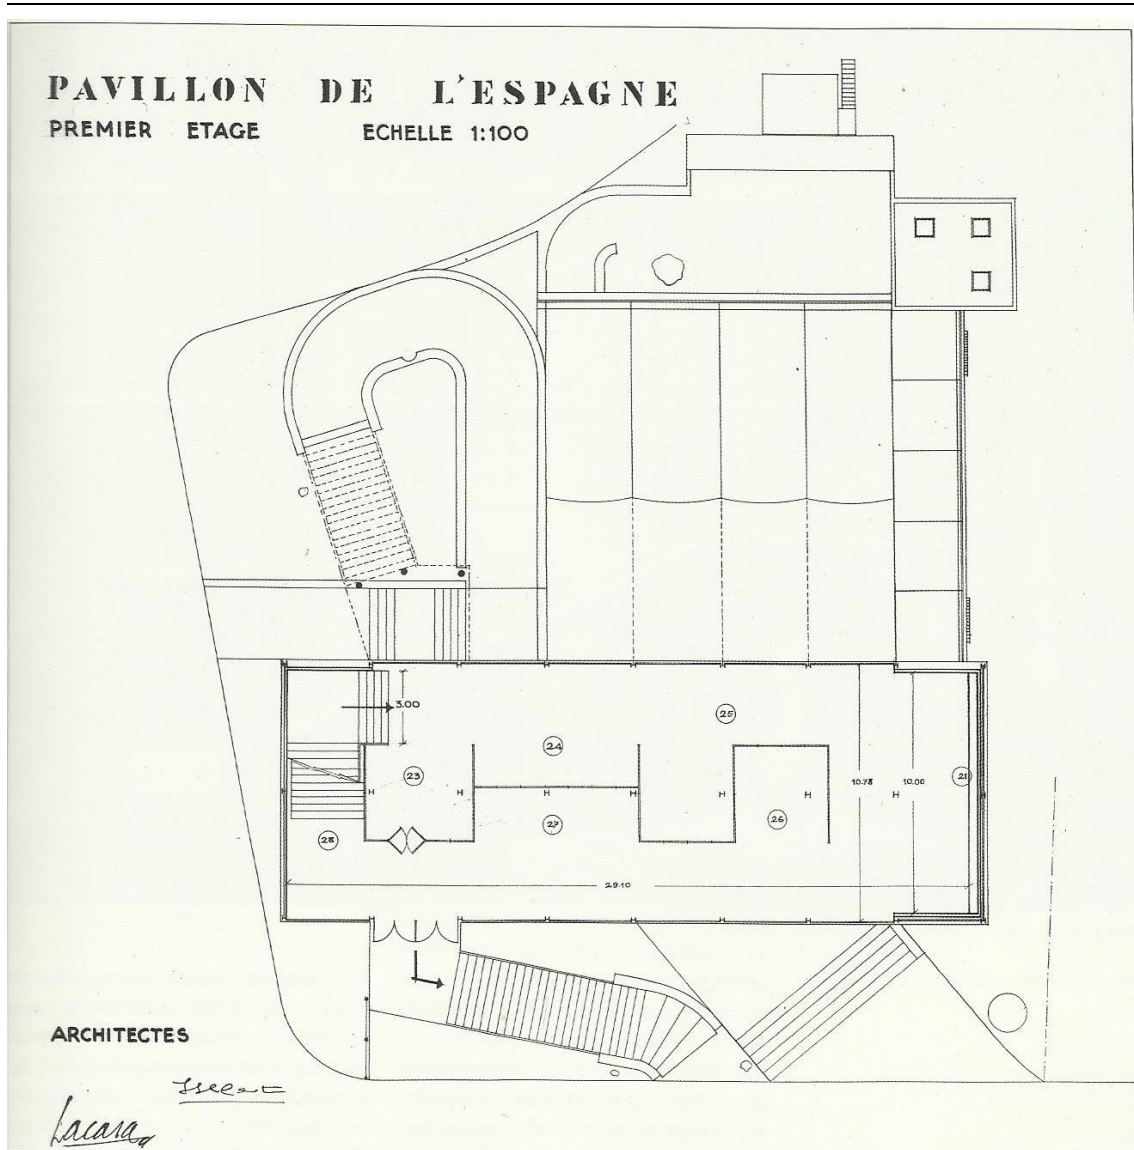 PAVILLON DE L'ESPAGNE
PREMIER ETAGE ECHELLE 1:100
3.00
25
24
23
10.78
10.00
21
27
26
28
29.10
ARCHITECTES
Lacasa